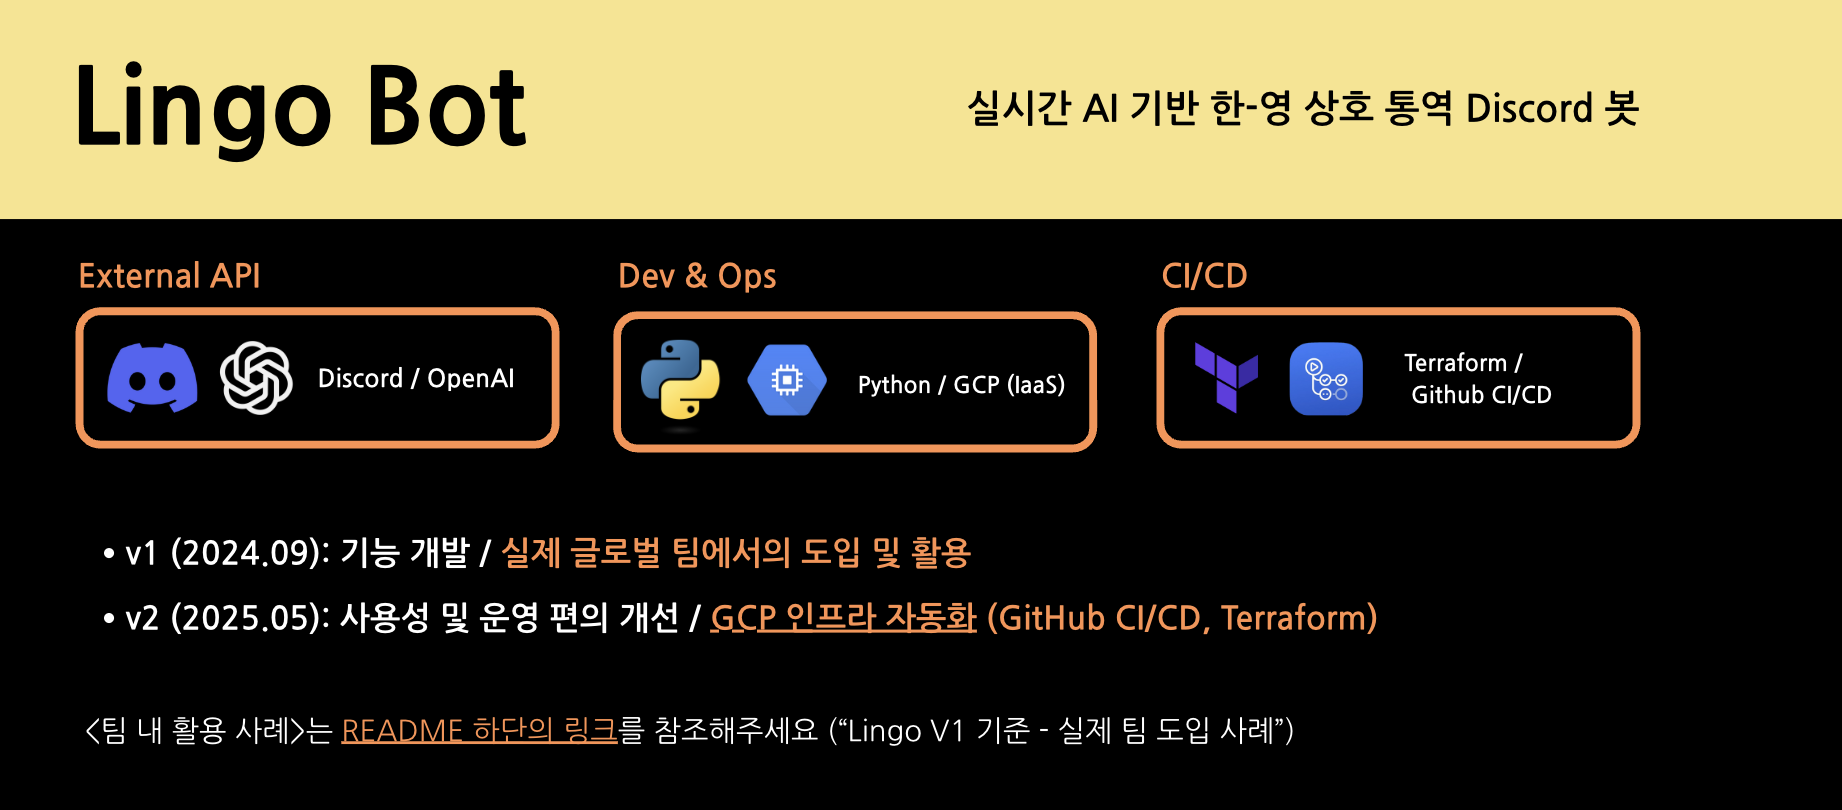 Lingo Bot
실시간 AI 기반 한-영 상호 통역 Discord 봇
External API
Discord / OpenAI
Dev & Ops
Python / GCP (IaaS)
CI/CD
Terraform /
Github CI/CD
• v1 (2024.09): 기능 개발 / 실제 글로벌 팀에서의 도입 및 활용
• v2 (2025.05): 사용성 및 운영 편의 개선 / GCP 인프라 자동화 (GitHub CI/CD, Terraform)
<팀 내 활용 사례>는 README 하단의 링크를 참조해주세요 (“Lingo V1 기준 - 실제 팀 도입 사례”)